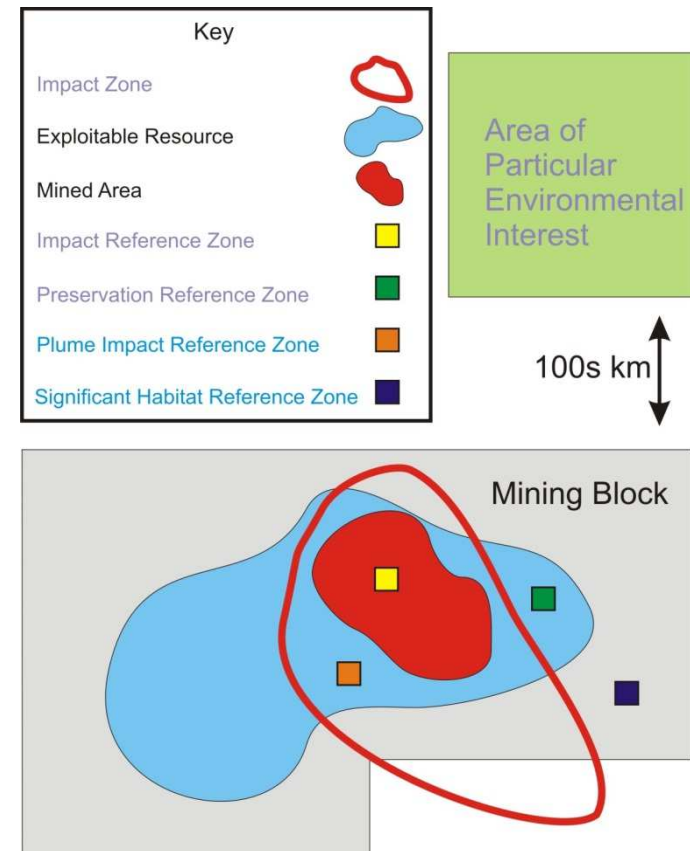 Key
Impact Zone
Exploitable Resource
Mined Area
Impact Reference Zone
Preservation Reference Zone
Plume Impact Reference Zone
Significant Habitat Reference Zone
Area of
Particular
Environmental
Interest
100s km
Mining Block